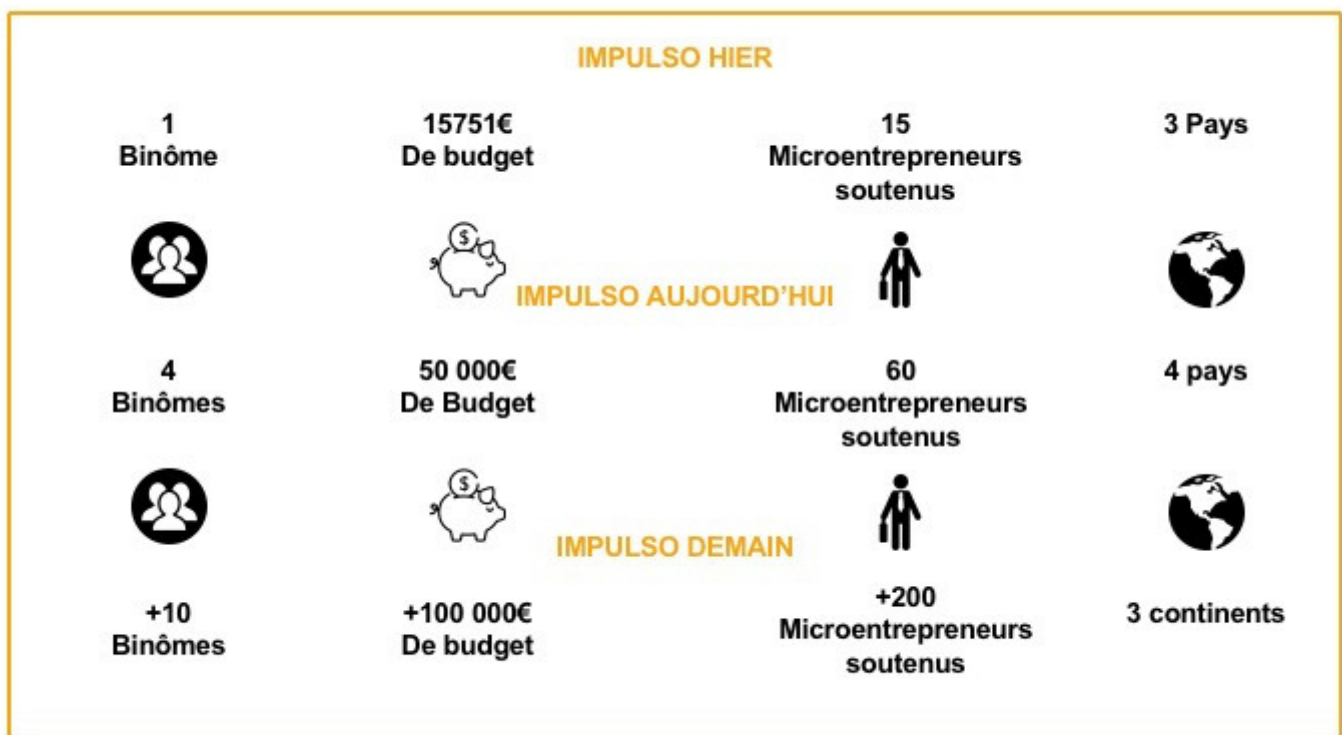 IMPULSO HIER
1
Binôme
15751€
De budget
15
Microentrepreneurs
soutenus
3 Pays
IMPULSO AUJOURD'HUI
4
Binômes
50 000€
De Budget
60
Microentrepreneurs
soutenus
4 pays
IMPULSO DEMAIN
+10
Binômes
+100 000€
De budget
+200
Microentrepreneurs
soutenus
3 continents